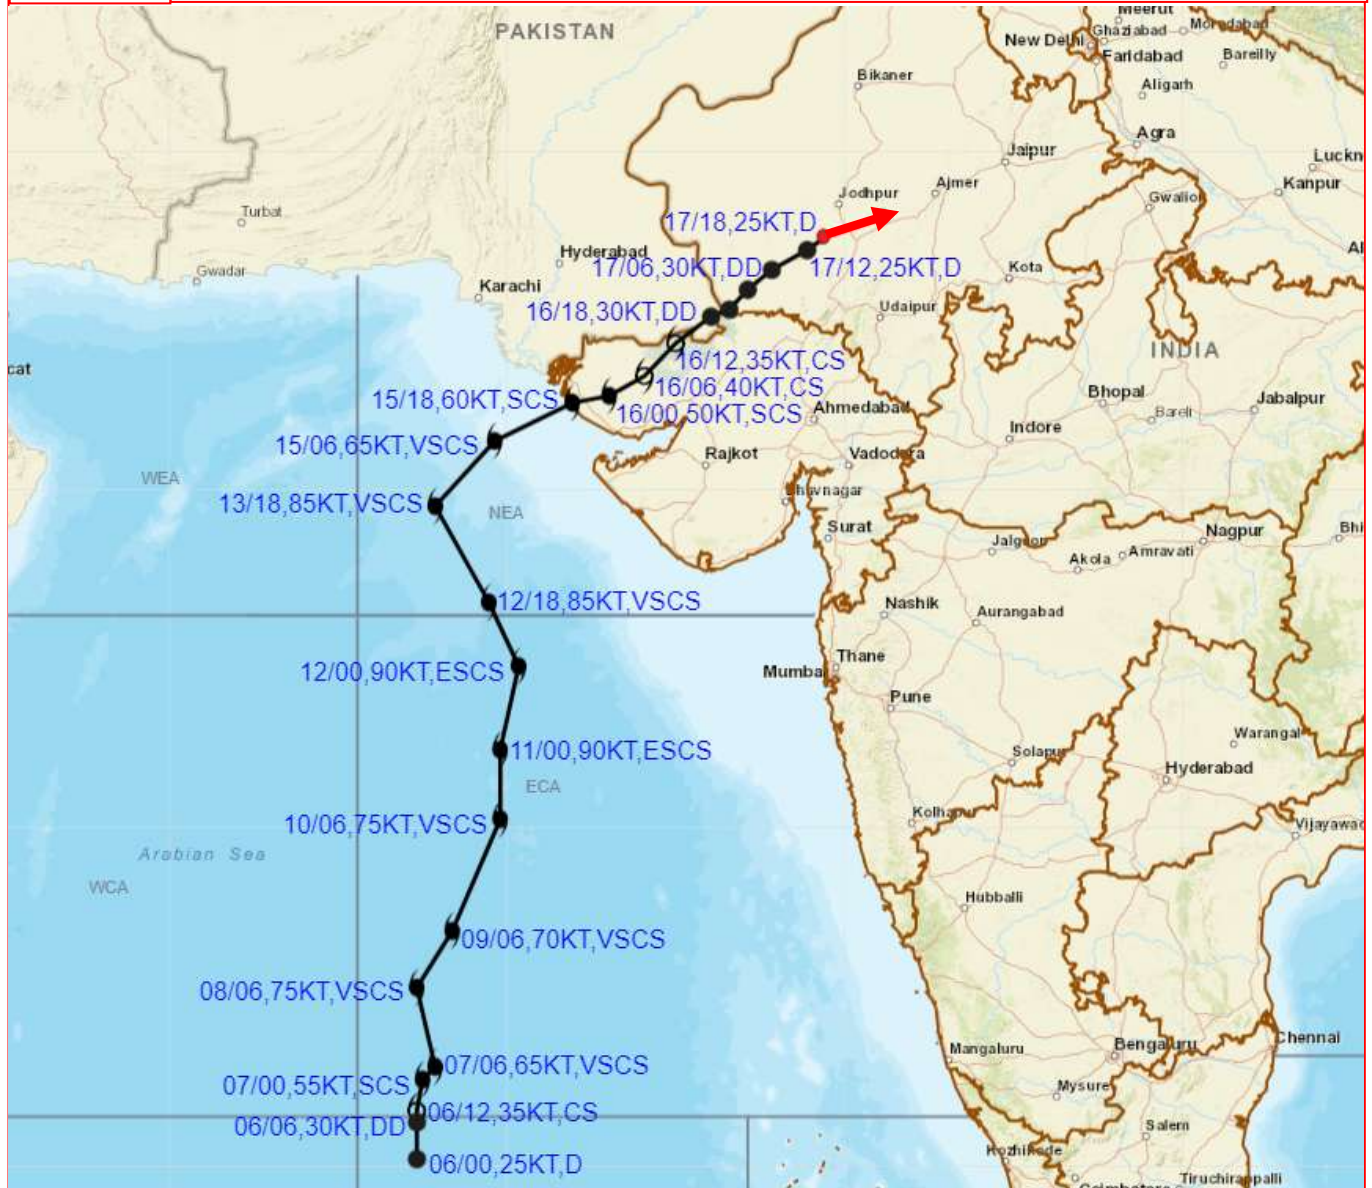 Meerut
PAKISTAN
Ghaziabad
Moradabad
New Delhi
Faridabad
Bareilly
Bikaner
Aligarh
Agra
Jaipur
Luckn
Jodhpur
Ajmer
Kanpur
Gwalior
Turbat
17/18,25KT,D
Hyderabad
17/06,30KT,DD
17/12,25KT,D
Al
Gwadar
Kota
Karachi
16/18,30KT,DD
Udaipur
INDIA
16/12,35KT,CS
cat
16/06,40KT,CS
Bhopal
15/18,60KT,SCS
16/00,50KT,SCS
Ahmedabad
Bareli
Jabalpur
15/06,65KT,VSCS
Indore
Rajkot
Vadodara
WEA
13/18,85KT,VSCS
NEA
Bhavnagar
Surat
Nagpur
Bhi
Jalgaon
Amravati
Akola
12/18,85KT,VSCS
Nashik
Aurangabad
12/00,90KT,ESCS
Thane
Mumbai
Pune
11/00,90KT,ESCS
Solapur
Warangal
Hyderabad
ECA
10/06,75KT,VSCS
Kolhapur
Vijayawad
Arabian Sea
WCA
Hubballi
09/06,70KT,VSCS
08/06,75KT,VSCS
Chennai
Mangaluru
Bengaluru
07/06,65KT,VSCS
07/00,55KT,SCS
Mysuru
06/12,35KT,CS
06/06,30KT,DD
Salem
Kozhikode
06/00,25KT,D
Tiruchirappalli
Coimbatore